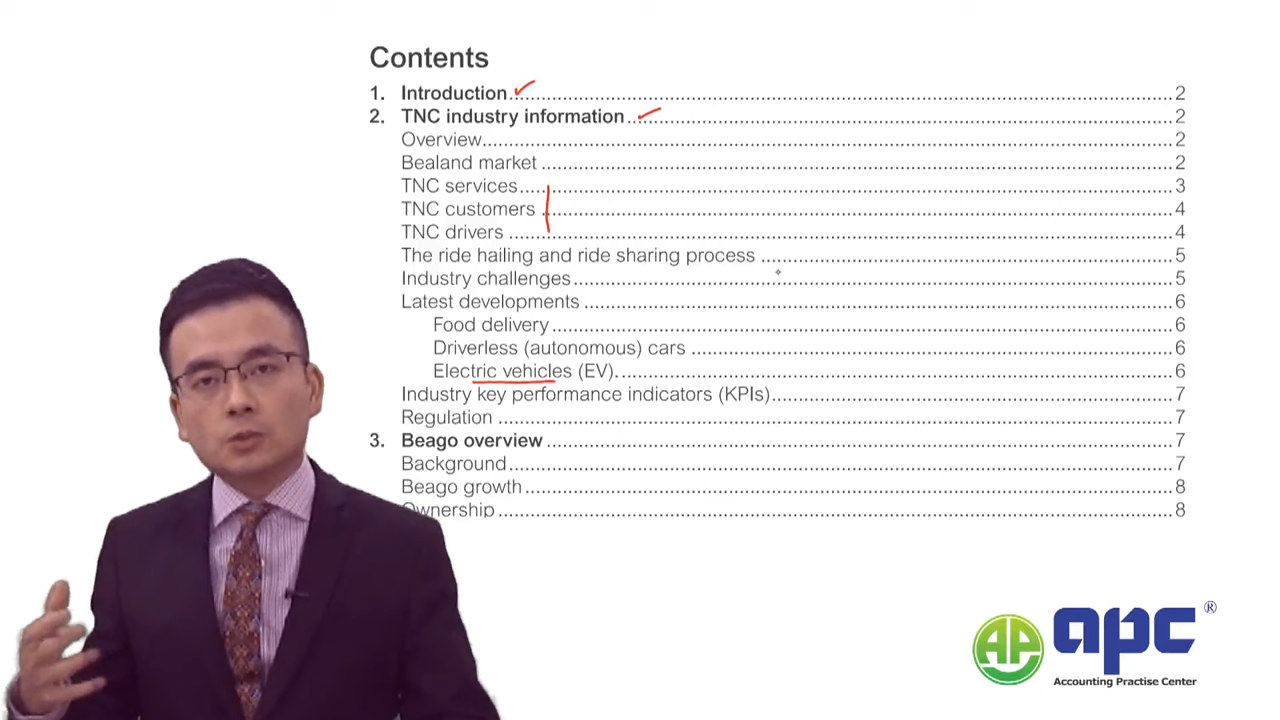 Contents
1. Introduction 2
2. TNC industry information 2
Overview 2
Bealand market 2
TNC services 3
TNC customers 4
TNC drivers 4
The ride hailing and ride sharing process 5
Industry challenges 5
Latest developments 6
Food delivery 6
Driverless (autonomous) cars 6
Electric vehicles (EV) 6
Industry key performance indicators (KPIs) 7
Regulation 7
3. Beago overview 7
Background 7
Beago growth 8
Ownership 8
AP apc ®
Accounting Practise Center